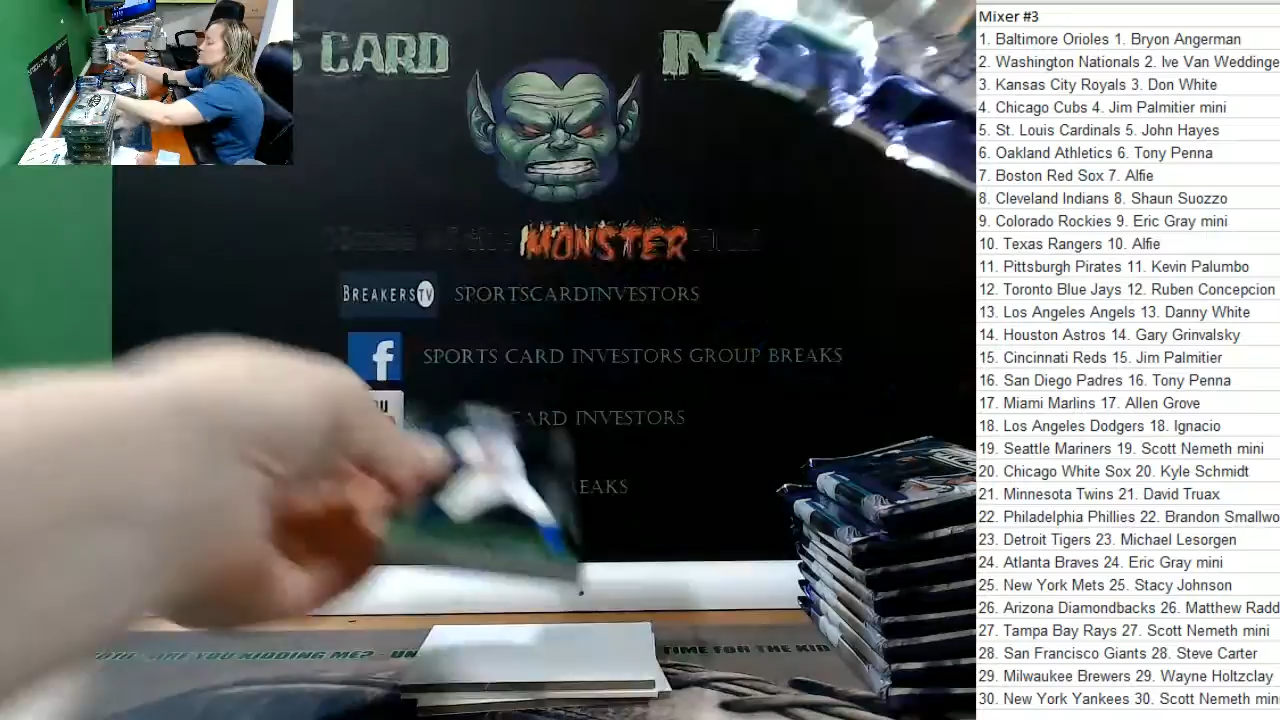 S CARD IN
MONSTER
BREAKERSTV SPORTSCARDINVESTORS
f SPORTS CARD INVESTORS GROUP BREAKS
CARD INVESTORS
REAKS
- ARE YOU KIDDING ME? - UN
TIME FOR THE KID
Mixer #3
1. Baltimore Orioles 1. Bryon Angerman
2. Washington Nationals 2. Ive Van Weddinge
3. Kansas City Royals 3. Don White
4. Chicago Cubs 4. Jim Palmitier mini
5. St. Louis Cardinals 5. John Hayes
6. Oakland Athletics 6. Tony Penna
7. Boston Red Sox 7. Alfie
8. Cleveland Indians 8. Shaun Suozzo
9. Colorado Rockies 9. Eric Gray mini
10. Texas Rangers 10. Alfie
11. Pittsburgh Pirates 11. Kevin Palumbo
12. Toronto Blue Jays 12. Ruben Concepcion
13. Los Angeles Angels 13. Danny White
14. Houston Astros 14. Gary Grinvalsky
15. Cincinnati Reds 15. Jim Palmitier
16. San Diego Padres 16. Tony Penna
17. Miami Marlins 17. Allen Grove
18. Los Angeles Dodgers 18. Ignacio
19. Seattle Mariners 19. Scott Nemeth mini
20. Chicago White Sox 20. Kyle Schmidt
21. Minnesota Twins 21. David Truax
22. Philadelphia Phillies 22. Brandon Smallwo
23. Detroit Tigers 23. Michael Lesorgen
24. Atlanta Braves 24. Eric Gray mini
25. New York Mets 25. Stacy Johnson
26. Arizona Diamondbacks 26. Matthew Radd
27. Tampa Bay Rays 27. Scott Nemeth mini
28. San Francisco Giants 28. Steve Carter
29. Milwaukee Brewers 29. Wayne Holtzclay
30. New York Yankees 30. Scott Nemeth min